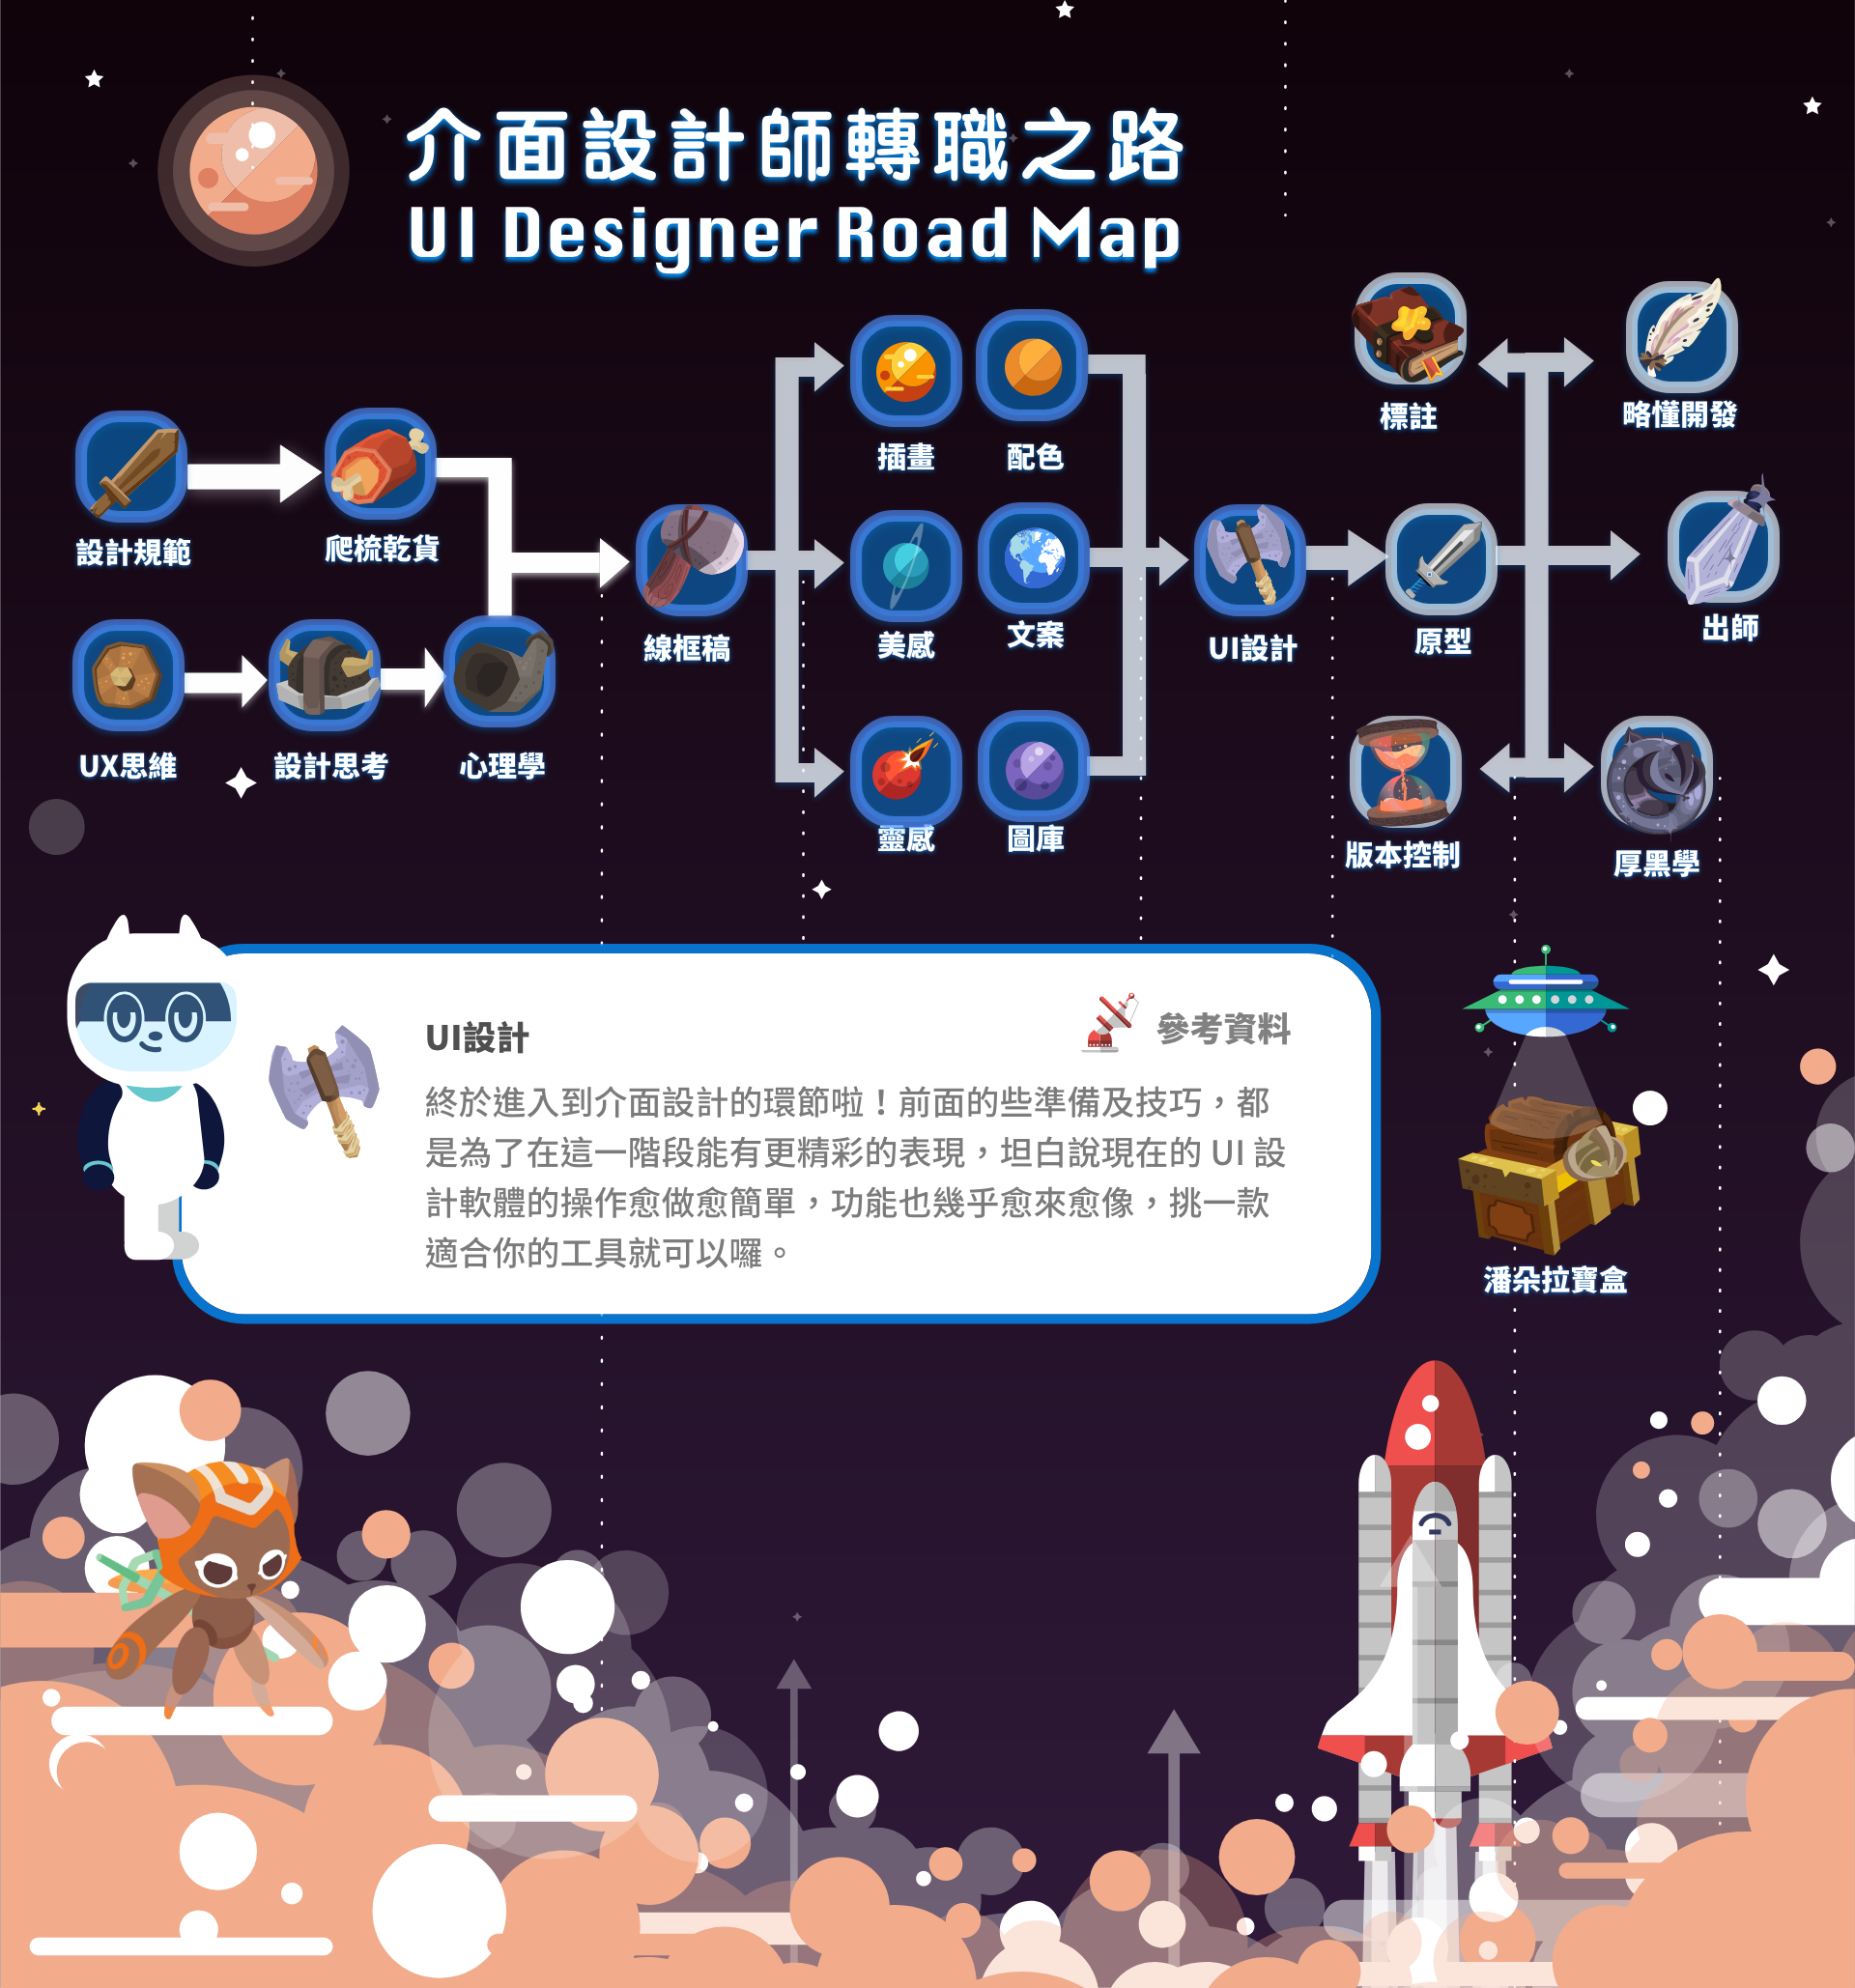 介面設計師轉職之路
UI Designer Road Map
標註
略懂開發
插畫
配色
設計規範
爬梳乾貨
線框稿
美感
文案
UI設計
原型
出師
UX思維
設計思考
心理學
靈感
圖庫
版本控制
厚黑學
UI設計
參考資料
終於進入到介面設計的環節啦！前面的些準備及技巧，都
是為了在這一階段能有更精彩的表現，坦白說現在的 UI 設
計軟體的操作愈做愈簡單，功能也幾乎愈來愈像，挑一款
適合你的工具就可以囉。
潘朵拉寶盒